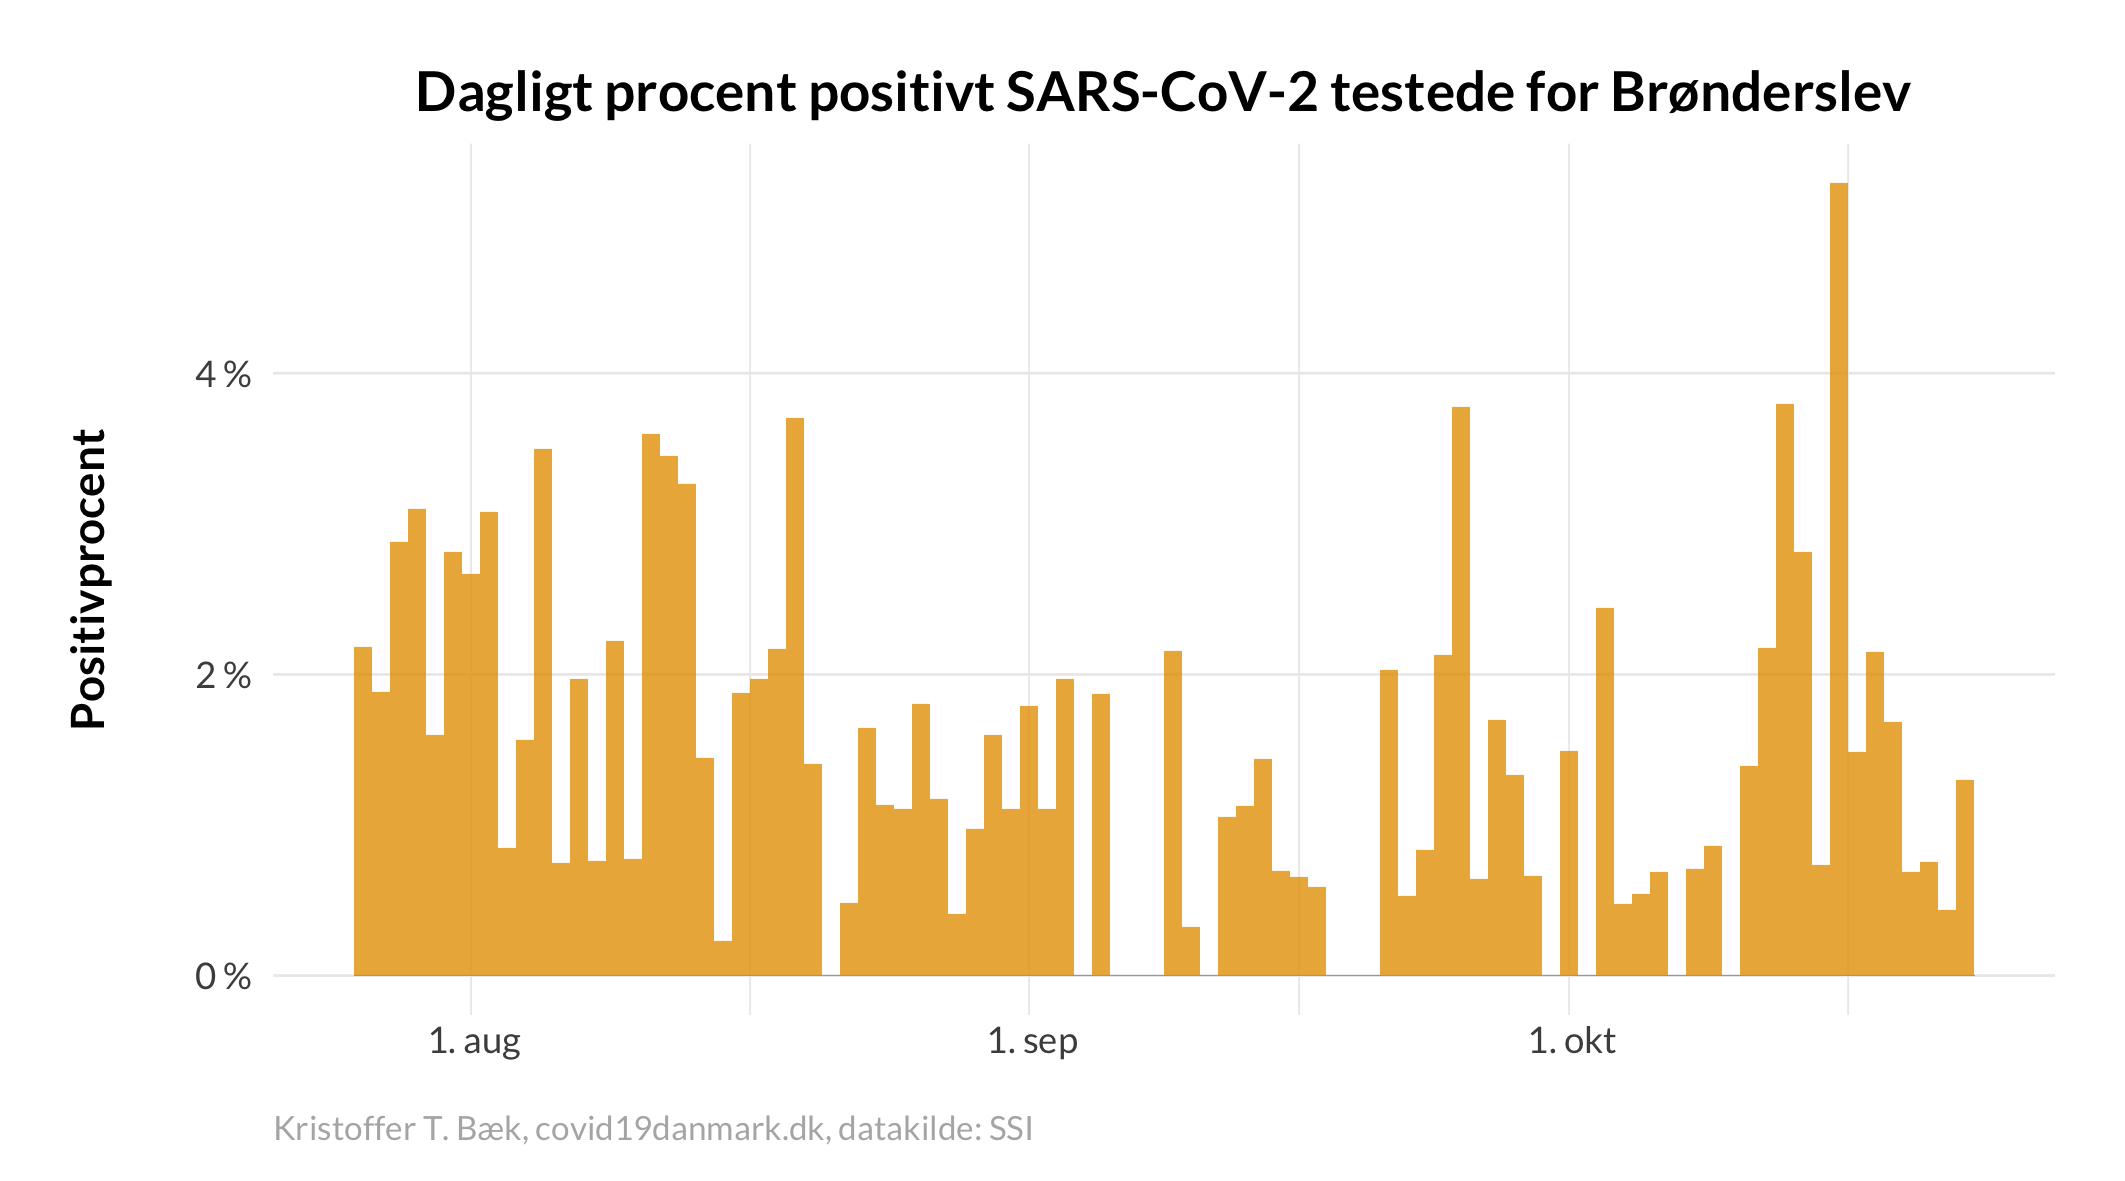 Dagligt procent positivt SARS-CoV-2 testede for Brønderslev
Positivprocent
4 %
2 %
0 %
1. aug
1. sep
1. okt
Kristoffer T. Bæk, covid19danmark.dk, datakilde: SSI